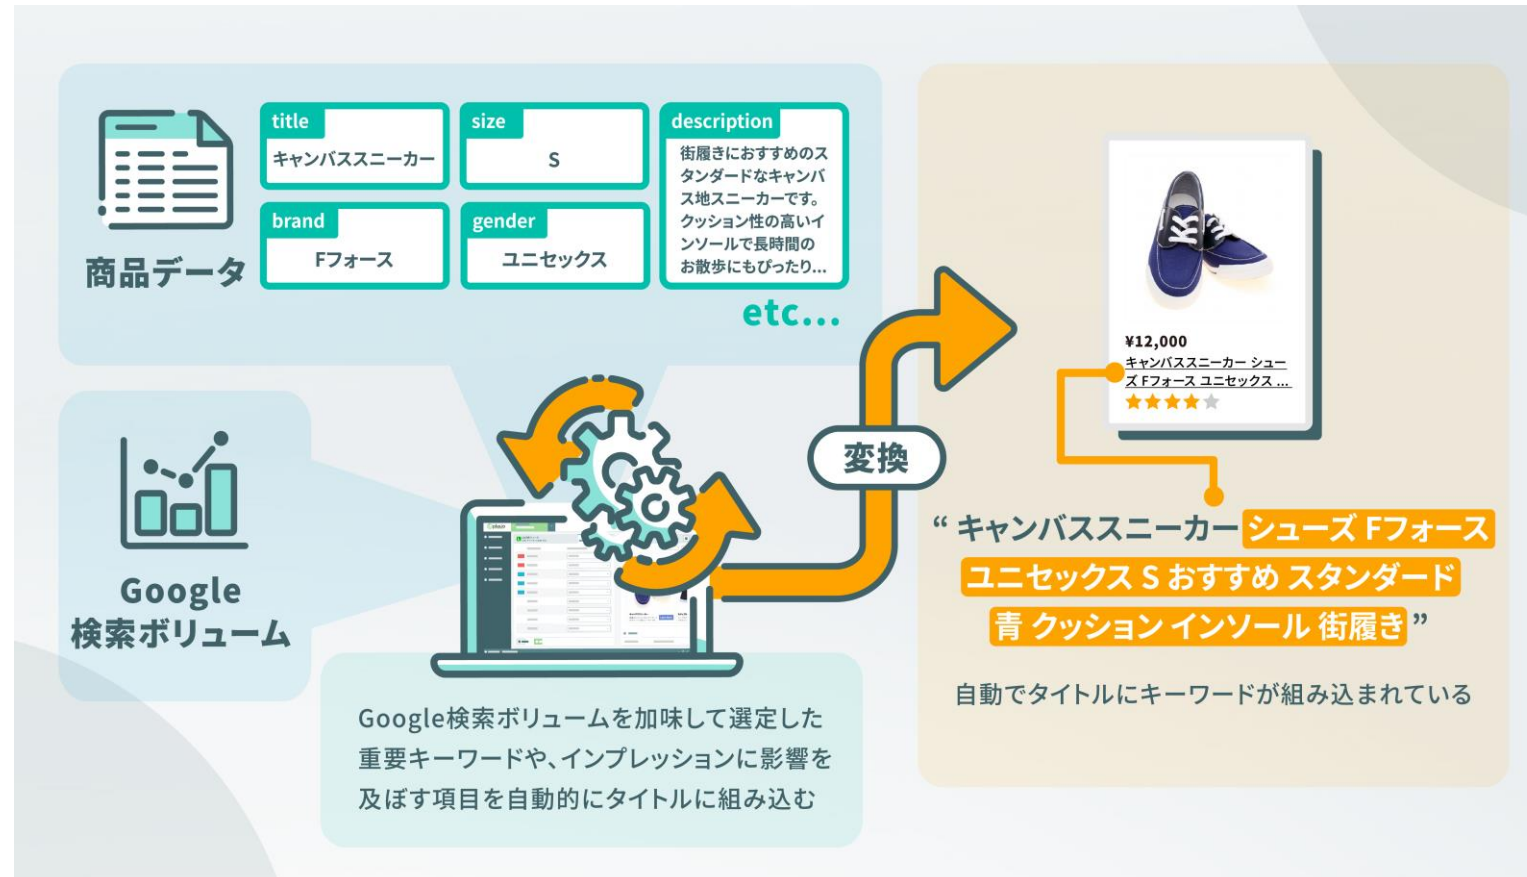 title
キャンバススニーカー
size
S
description
街履きにおすすめのス
タンダードなキャンバ
ス地スニーカーです。
クッション性の高いイ
ンソールで長時間の
お散歩にもぴったり...
brand
Fフォース
gender
ユニセックス
商品データ
etc...
Google
検索ボリューム
変換
Google検索ボリュームを加味して選定した
重要キーワードや、インプレッションに影響を
及ぼす項目を自動的にタイトルに組み込む
¥12,000
キャンバススニーカー シュー
ズ Fフォース ユニセックス ...
“ キャンバススニーカー シューズ Fフォース
ユニセックス S おすすめ スタンダード
青 クッション インソール 街履き ”
自動でタイトルにキーワードが組み込まれている